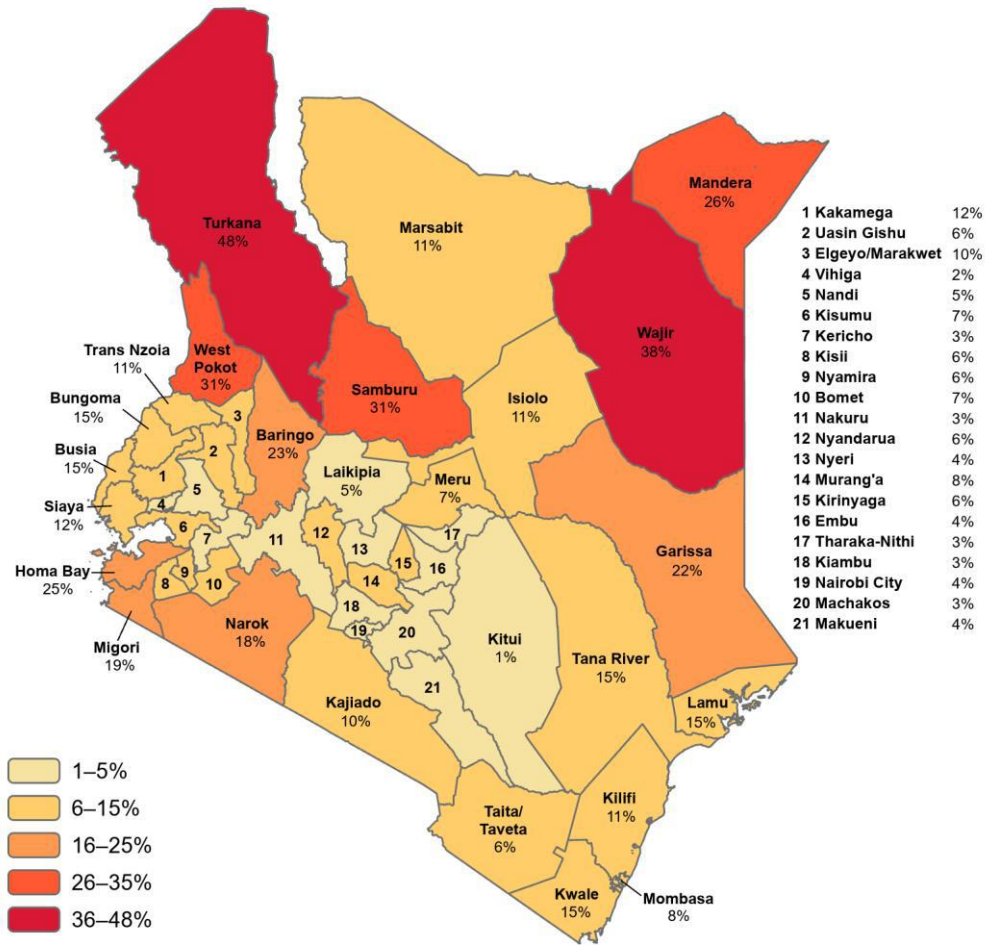 Turkana
48%
Marsabit
11%
Mandera
26%
Wajir
38%
West
Pokot
31%
Samburu
31%
Isiolo
11%
Trans Nzoia
11%
Bungoma
15%
Busia
15%
Siaya
12%
Homa Bay
25%
Migori
19%
Baringo
23%
Laikipia
5%
Meru
7%
Garissa
22%
Narok
18%
Kitui
1%
Tana River
15%
Kajiado
10%
Lamu
15%
Taita/
Taveta
6%
Kilifi
11%
Kwale
15%
Mombasa
8%
1
2
3
4
5
6
7
8
9
10
11
12
13
14
15
16
17
18
19
20
21
1 Kakamega 12%
2 Uasin Gishu 6%
3 Elgeyo/Marakwet 10%
4 Vihiga 2%
5 Nandi 5%
6 Kisumu 7%
7 Kericho 3%
8 Kisii 6%
9 Nyamira 6%
10 Bomet 7%
11 Nakuru 3%
12 Nyandarua 6%
13 Nyeri 4%
14 Murang'a 8%
15 Kirinyaga 6%
16 Embu 4%
17 Tharaka-Nithi 3%
18 Kiambu 3%
19 Nairobi City 4%
20 Machakos 3%
21 Makueni 4%
1–5%
6–15%
16–25%
26–35%
36–48%